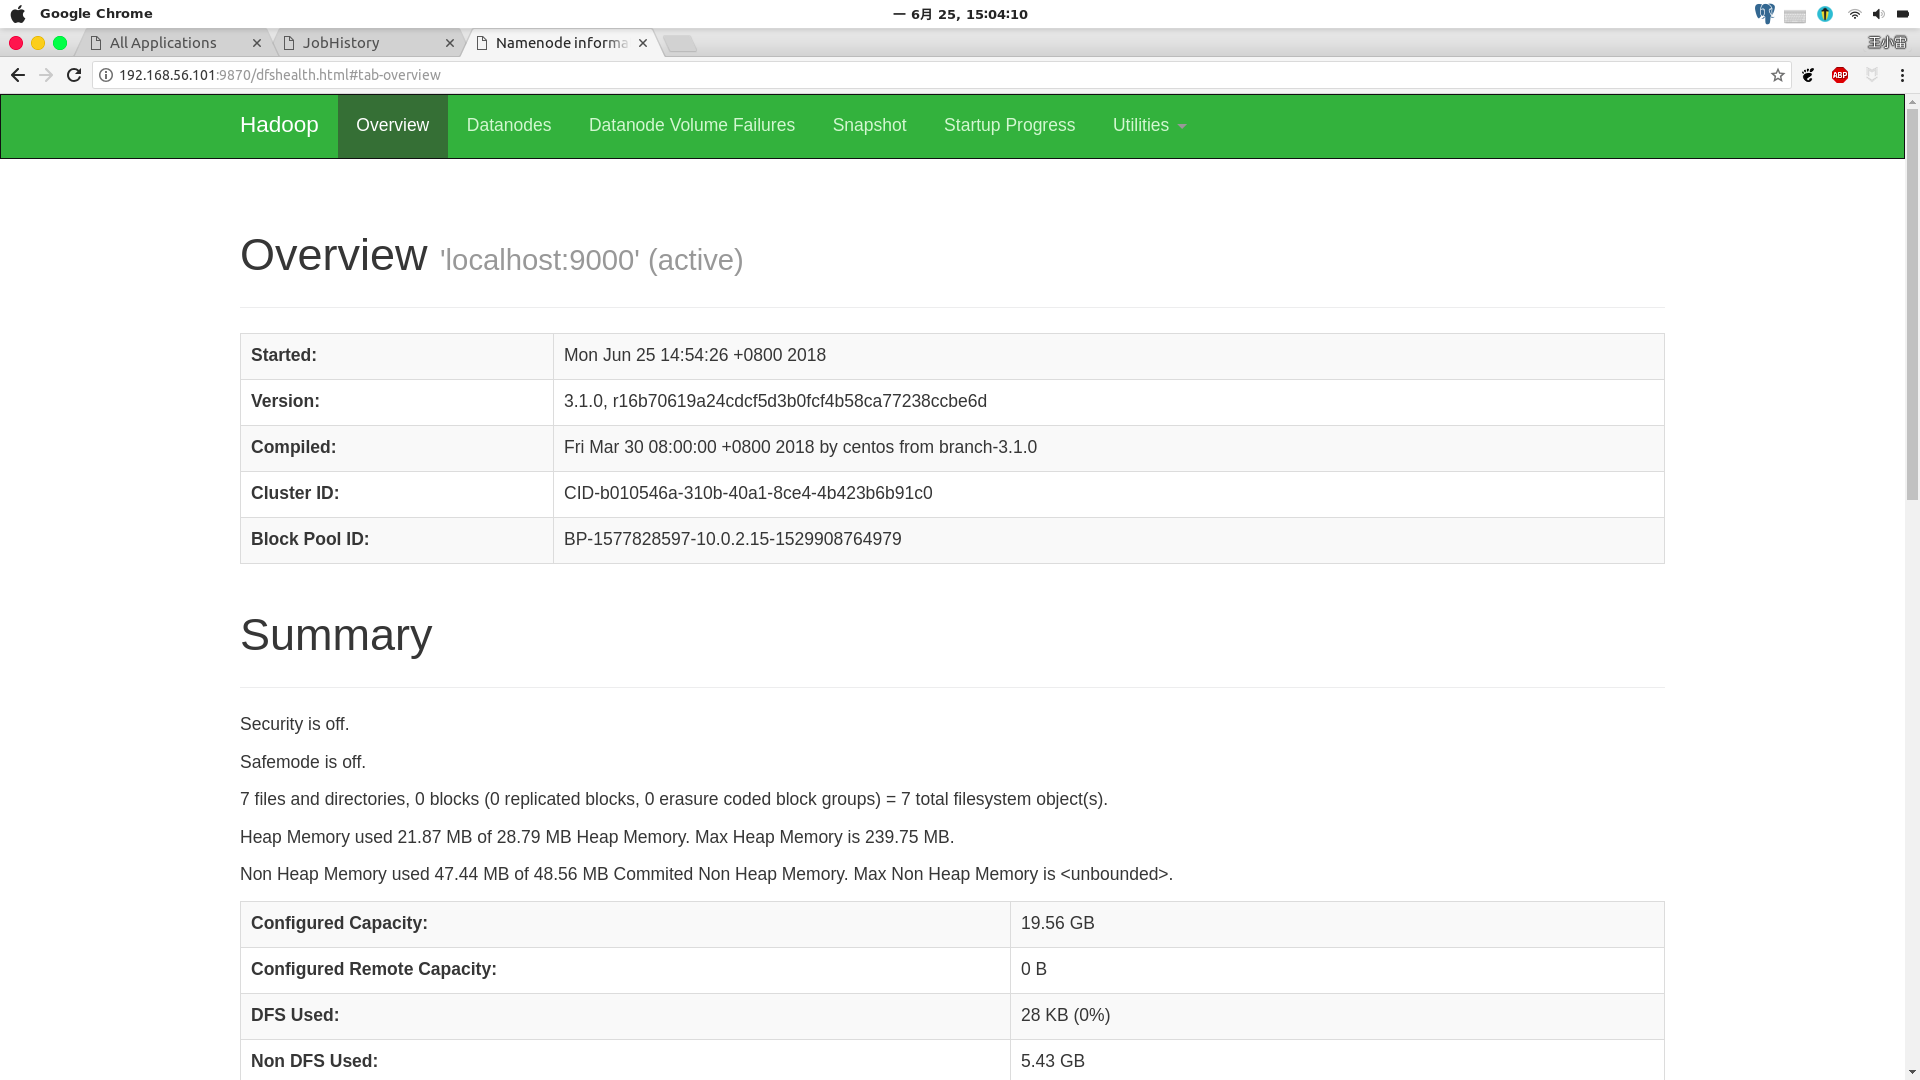 Google Chrome
一 6月 25, 15:04:10
All Applications
JobHistory
Namenode informa
王小雷
192.168.56.101:9870/dfshealth.html#tab-overview
ABP
Hadoop Overview Datanodes Datanode Volume Failures Snapshot Startup Progress Utilities
Overview 'localhost:9000' (active)
Started: Mon Jun 25 14:54:26 +0800 2018
Version: 3.1.0, r16b70619a24cdcf5d3b0fcf4b58ca77238ccbe6d
Compiled: Fri Mar 30 08:00:00 +0800 2018 by centos from branch-3.1.0
Cluster ID: CID-b010546a-310b-40a1-8ce4-4b423b6b91c0
Block Pool ID: BP-1577828597-10.0.2.15-1529908764979
Summary
Security is off.
Safemode is off.
7 files and directories, 0 blocks (0 replicated blocks, 0 erasure coded block groups) = 7 total filesystem object(s).
Heap Memory used 21.87 MB of 28.79 MB Heap Memory. Max Heap Memory is 239.75 MB.
Non Heap Memory used 47.44 MB of 48.56 MB Commited Non Heap Memory. Max Non Heap Memory is <unbounded>.
Configured Capacity: 19.56 GB
Configured Remote Capacity: 0 B
DFS Used: 28 KB (0%)
Non DFS Used: 5.43 GB